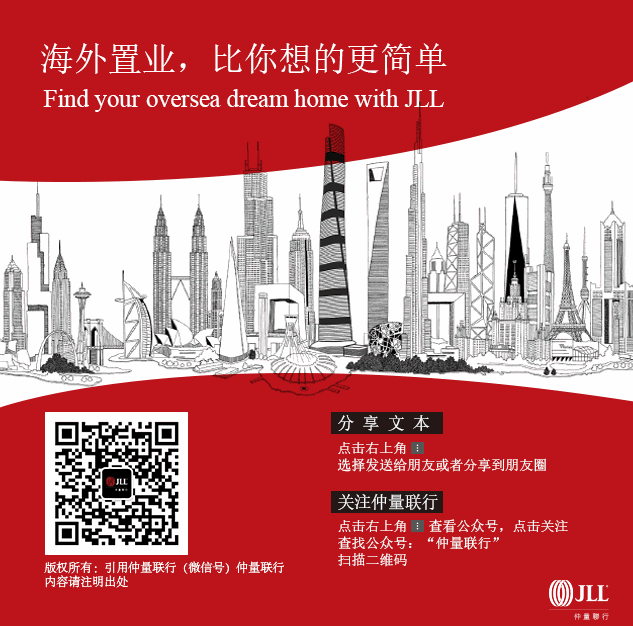 海外置业，比你想的更简单
Find your oversea dream home with JLL
分享文本
点击右上角
选择发送给朋友或者分享到朋友圈
关注仲量联行
点击右上角 查看公众号，点击关注
查找公众号：“仲量联行”
扫描二维码
JLL
版权所有：引用仲量联行（微信号）仲量联行
内容请注明出处
JLL
仲量聯行